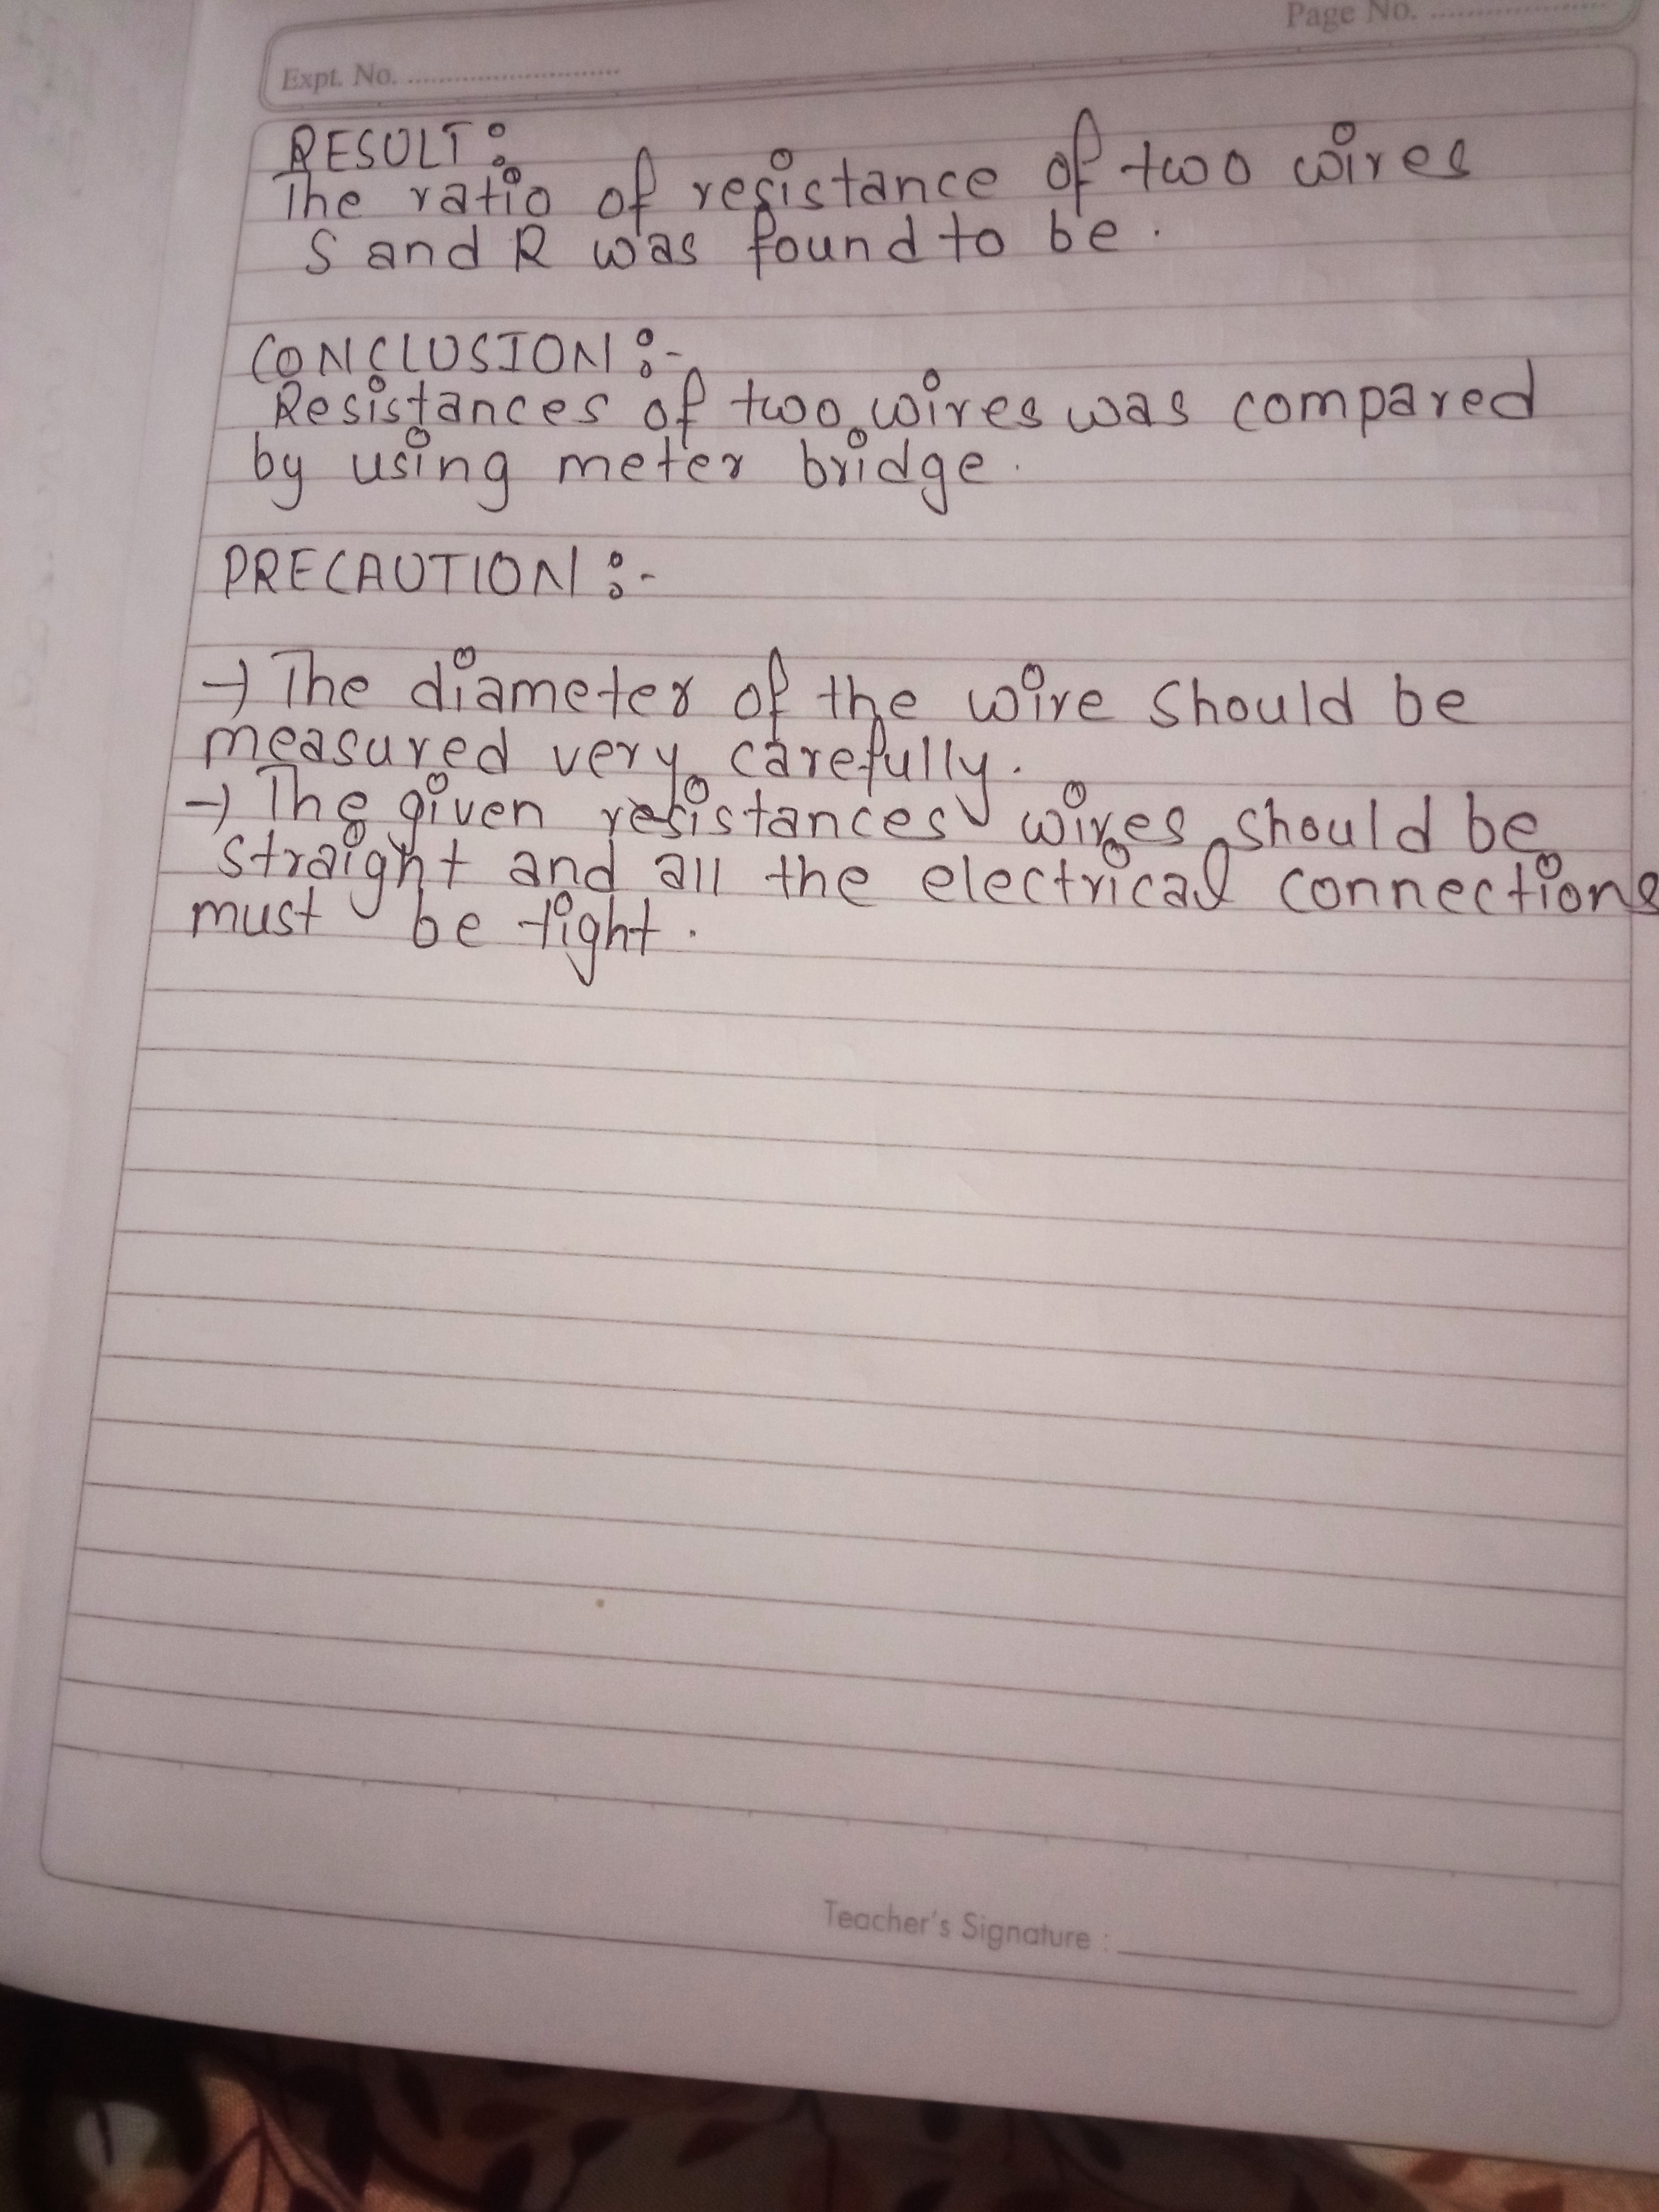 Page No. ..................
Expt. No. ..........................
RESULT :
The ratio of resistance of two wires
S and R was found to be .
CONCLUSION :-
Resistances of two wires was compared
by using meter bridge .
PRECAUTION :-
→ The diameter of the wire should be
measured very carefully .
→ The given resistances wires should be
straight and all the electrical connections
must be tight .
Teacher's Signature :